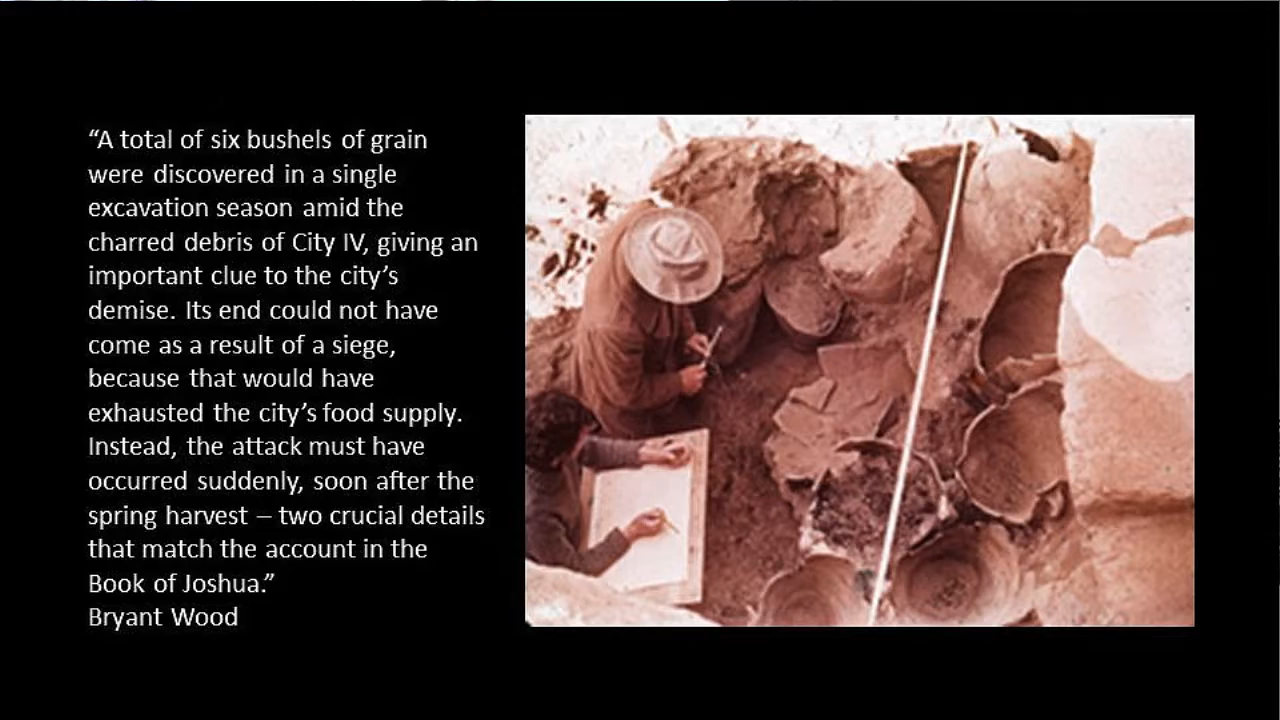 “A total of six bushels of grain
were discovered in a single
excavation season amid the
charred debris of City IV, giving an
important clue to the city’s
demise. Its end could not have
come as a result of a siege,
because that would have
exhausted the city’s food supply.
Instead, the attack must have
occurred suddenly, soon after the
spring harvest – two crucial details
that match the account in the
Book of Joshua.”
Bryant Wood